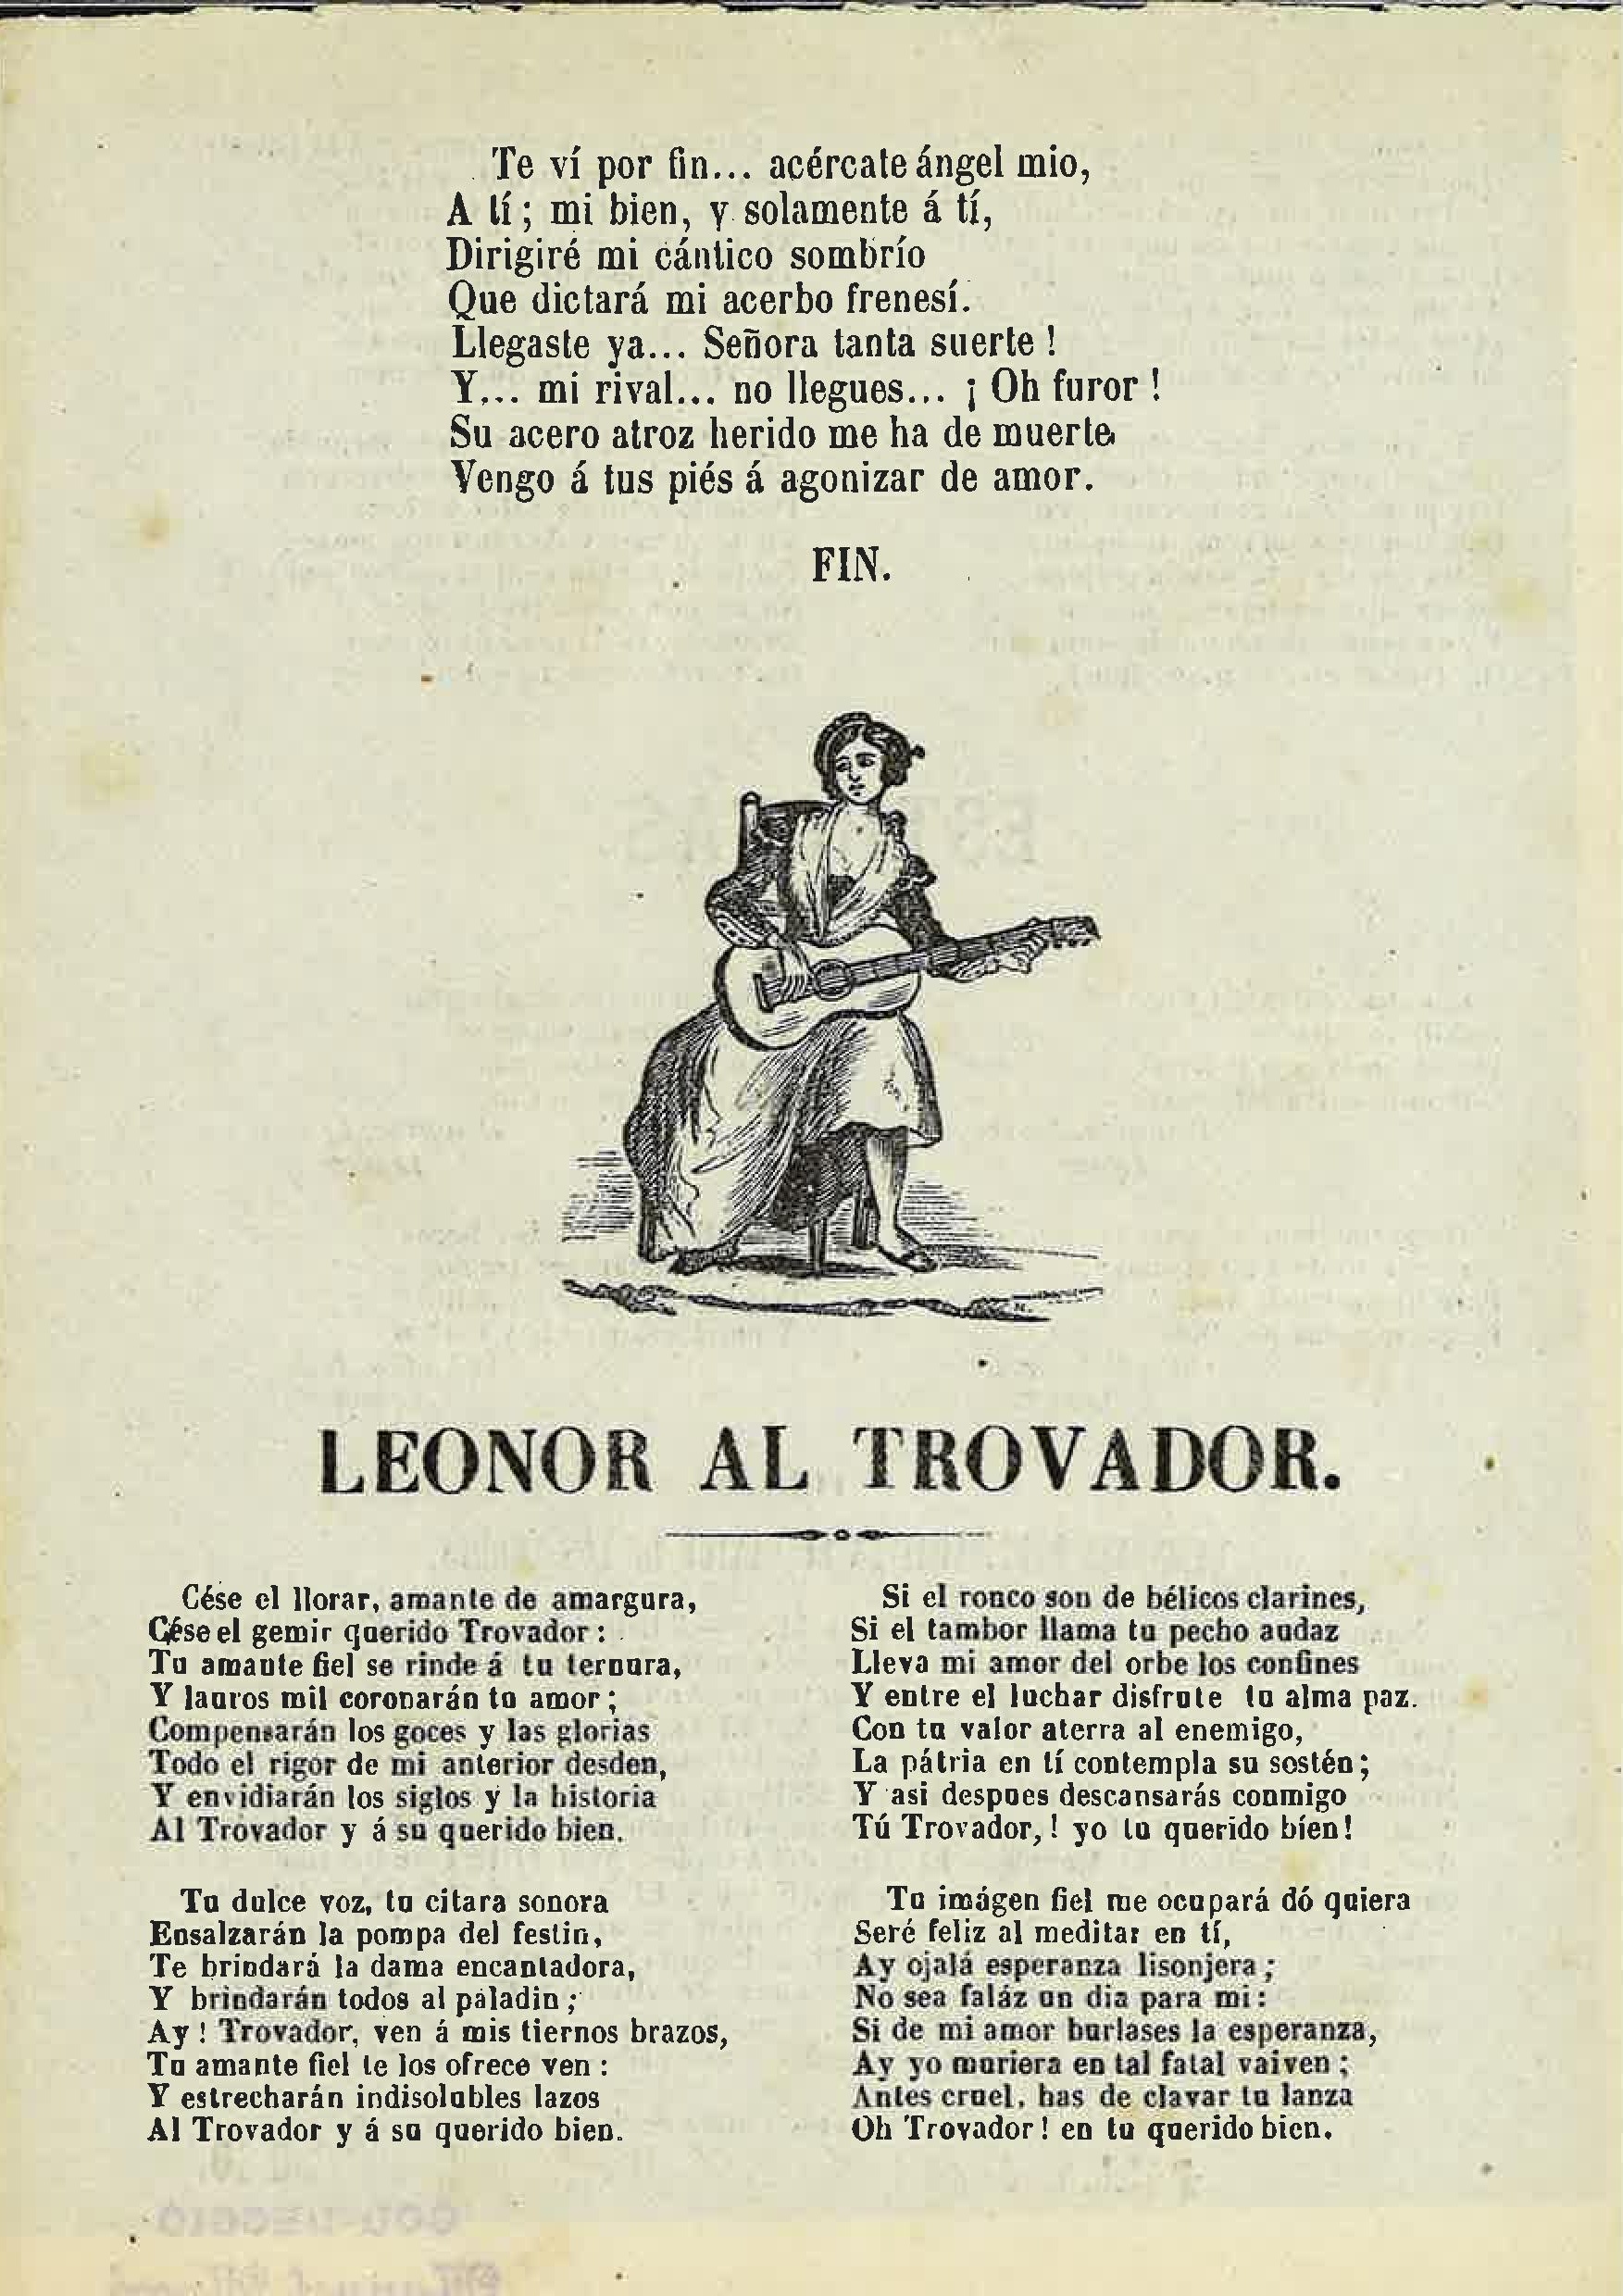 Te ví por fin... acércate ángel mio,
A tí; mi bien, y solamente á tí,
Dirigiré mi cántico sombrío
Que dictará mi acerbo frenesí.
Llegaste ya... Señora tanta suerte!
Y... mi rival... no llegues... ¡Oh furor!
Su acero atroz herido me ha de muerte
Vengo á tus piés á agonizar de amor.
FIN.
LEONOR AL TROVADOR.
Cése el llorar, amante de amargura,
Cése el gemir querido Trovador:
Tu amante fiel se rinde á tu ternura,
Y lauros mil coronarán tu amor;
Compensarán los goces y las glorias
Todo el rigor de mi anterior desden,
Y envidiarán los siglos y la historia
Al Trovador y á su querido bien.
Tu dulce voz, tu citara sonora
Ensalzarán la pompa del festin,
Te brindará la dama encantadora,
Y brindarán todos al paladin;
Ay! Trovador, ven á mis tiernos brazos,
Tu amante fiel te los ofrece ven:
Y estrecharán indisolubles lazos
Al Trovador y á su querido bien.
Si el ronco son de bélicos clarines,
Si el tambor llama tu pecho audaz
Lleva mi amor del orbe los confines
Y entre el luchar disfrute tu alma paz.
Con tu valor aterra al enemigo,
La pátria en tí contempla su sostén;
Y asi despues descansarás conmigo
Tú Trovador,! yo tu querido bíen!
Tu imágen fiel me ocupará dó quiera
Seré feliz al meditar en tí,
Ay ojalá esperanza lisonjera;
No sea faláz un dia para mi:
Si de mi amor burlases la esperanza,
Ay yo muriera en tal fatal vaiven;
Antes cruel, has de clavar tu lanza
Oh Trovador! en tu querido bien.